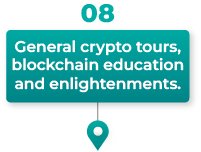 08
General crypto tours,
blockchain education
and enlightenments.